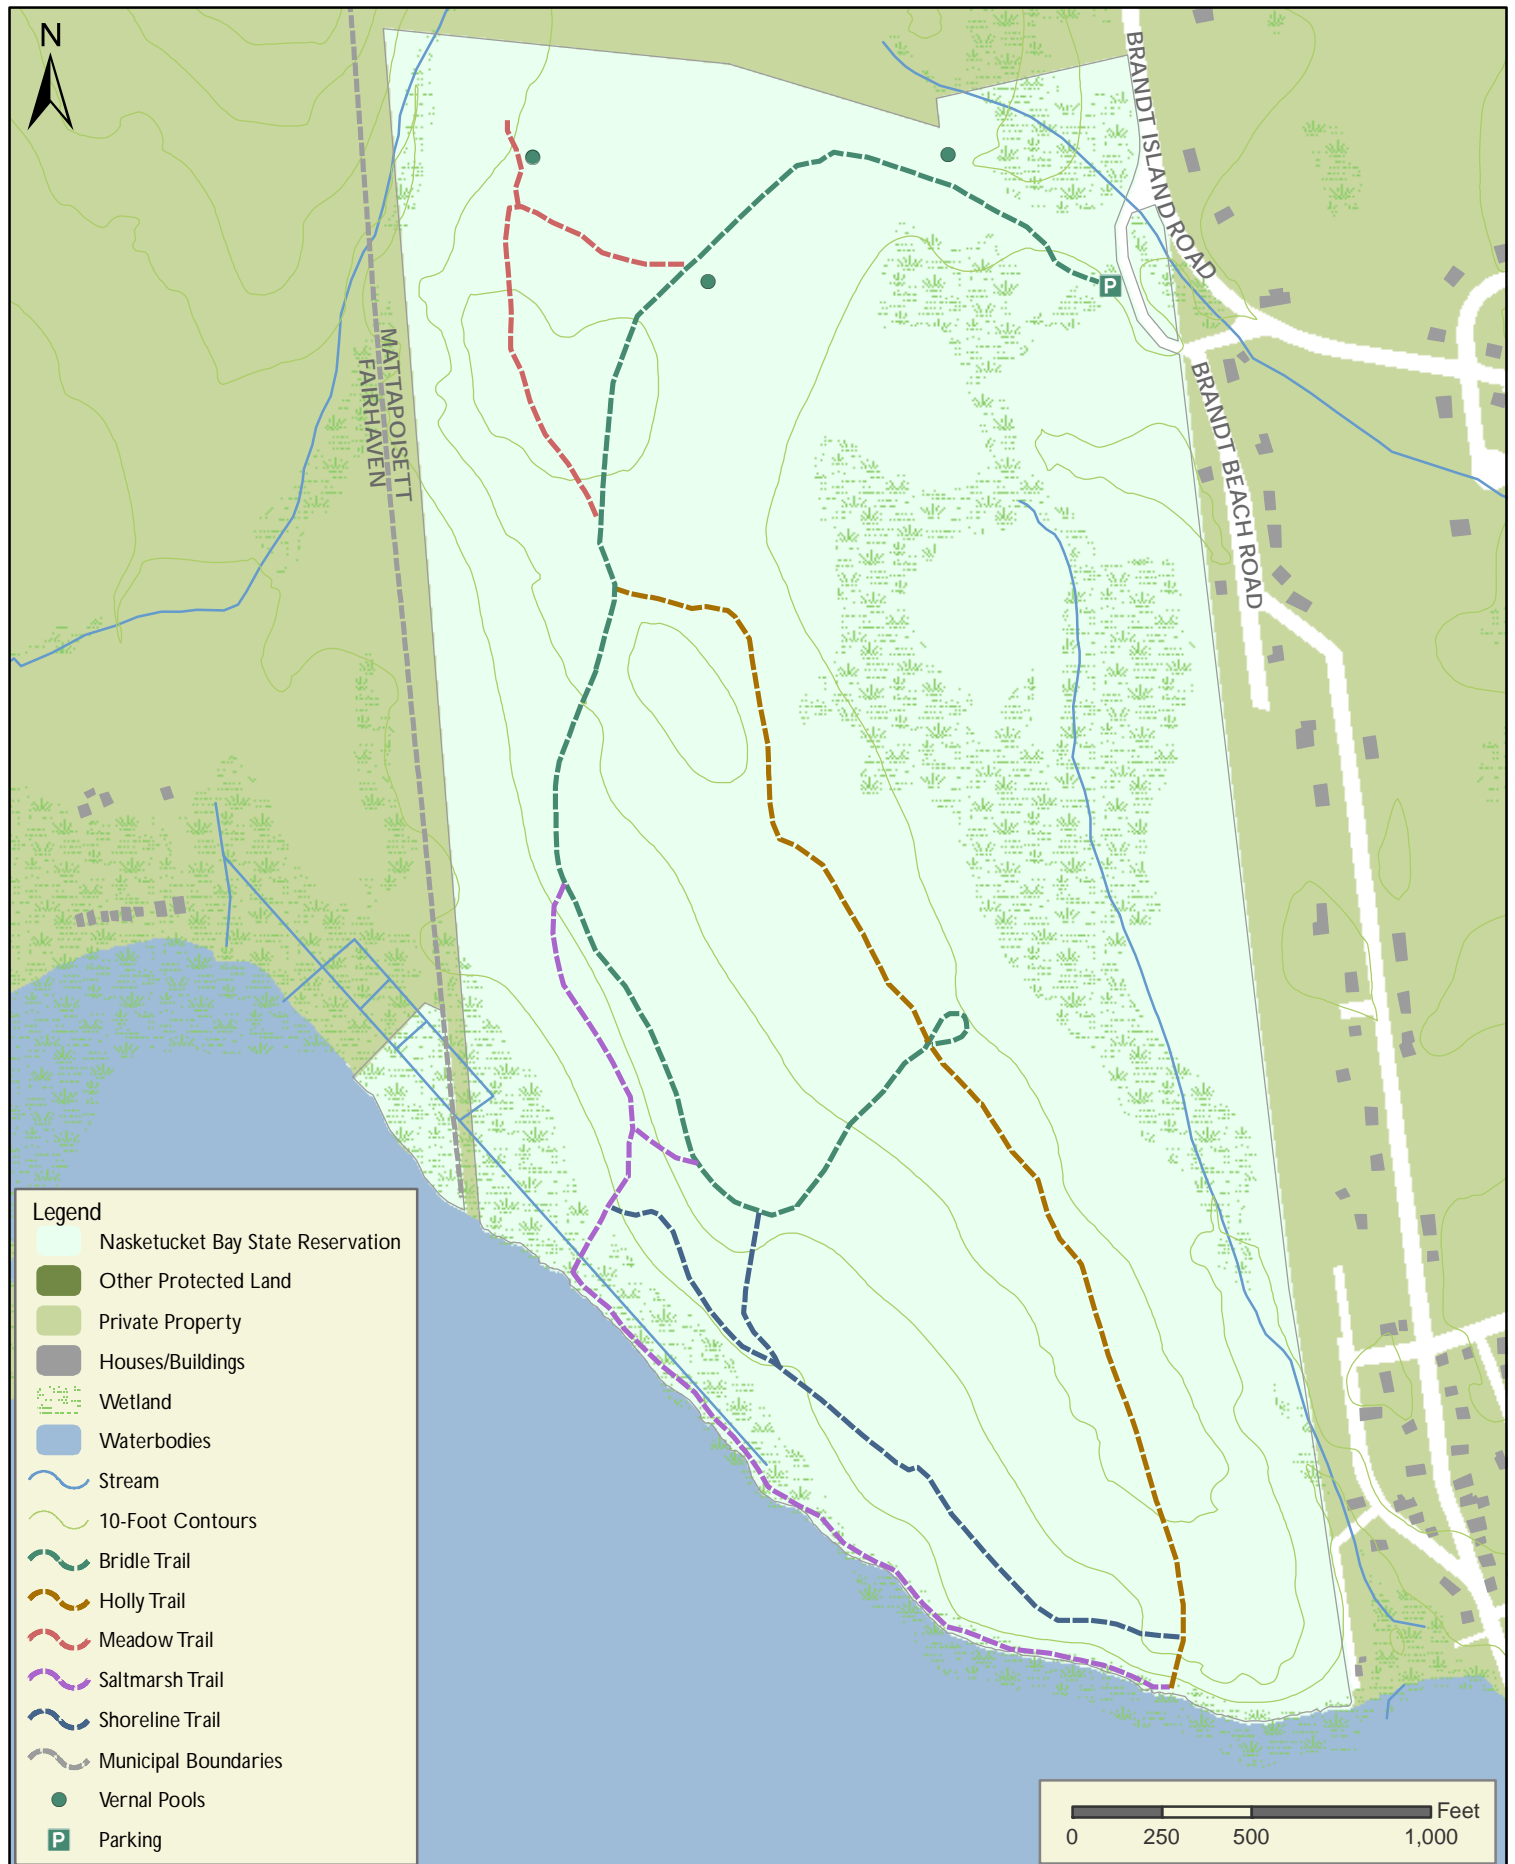 N
BRANDT ISLAND ROAD
P
MATTAPOISETT
FAIRHAVEN
BRANDT BEACH ROAD
Legend
Nasketucket Bay State Reservation
Other Protected Land
Private Property
Houses/Buildings
Wetland
Waterbodies
Stream
10-Foot Contours
Bridle Trail
Holly Trail
Meadow Trail
Saltmarsh Trail
Shoreline Trail
Municipal Boundaries
Vernal Pools
P Parking
Feet
0 250 500 1,000